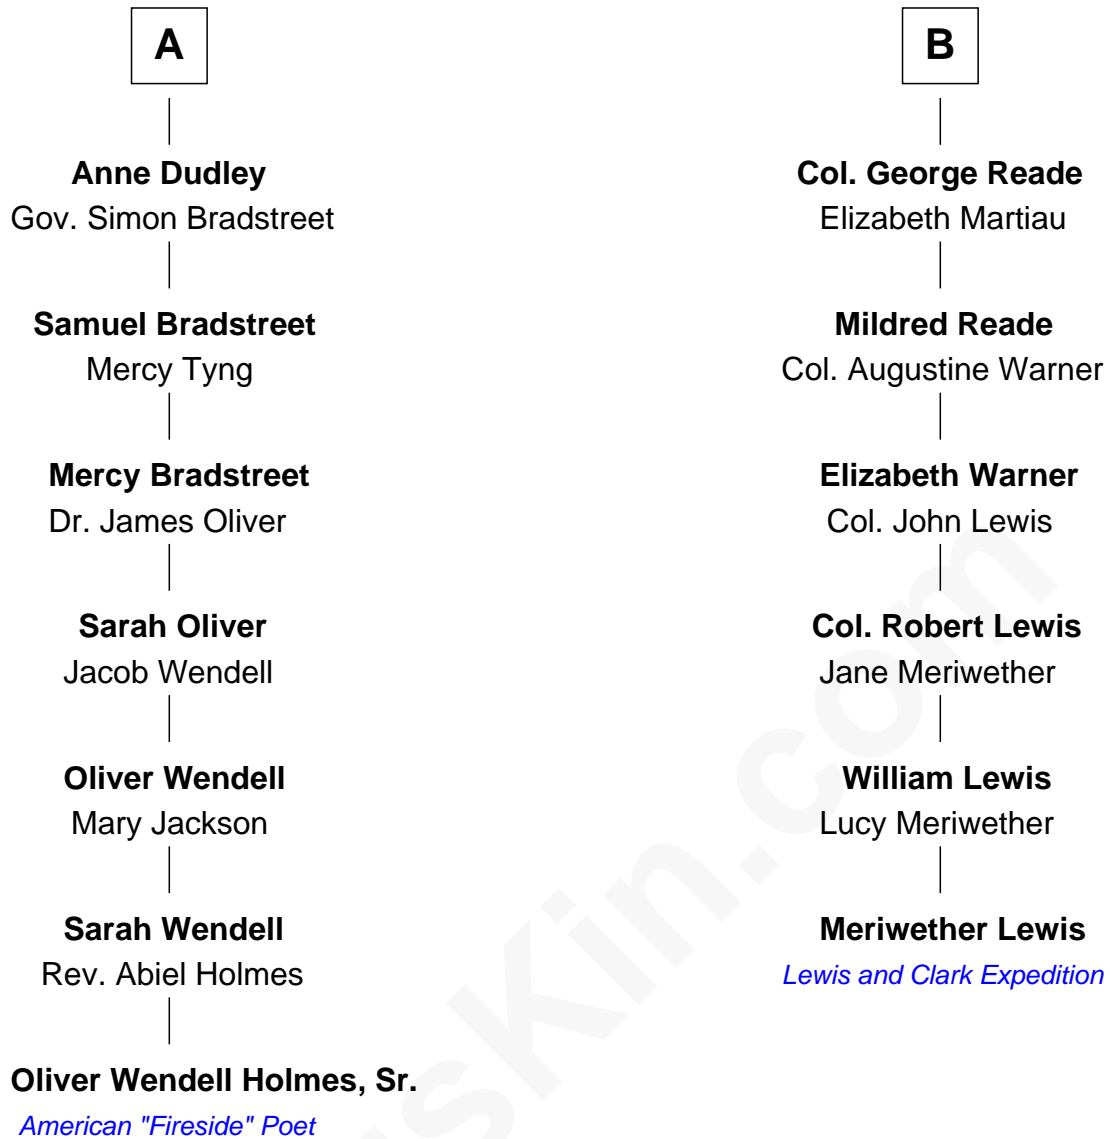 A
Anne Dudley
Gov. Simon Bradstreet
Samuel Bradstreet
Mercy Tyng
Mercy Bradstreet
Dr. James Oliver
Sarah Oliver
Jacob Wendell
Oliver Wendell
Mary Jackson
Sarah Wendell
Rev. Abiel Holmes
Oliver Wendell Holmes, Sr.
American "Fireside" Poet
B
Col. George Reade
Elizabeth Martiau
Mildred Reade
Col. Augustine Warner
Elizabeth Warner
Col. John Lewis
Col. Robert Lewis
Jane Meriwether
William Lewis
Lucy Meriwether
Meriwether Lewis
Lewis and Clark Expedition